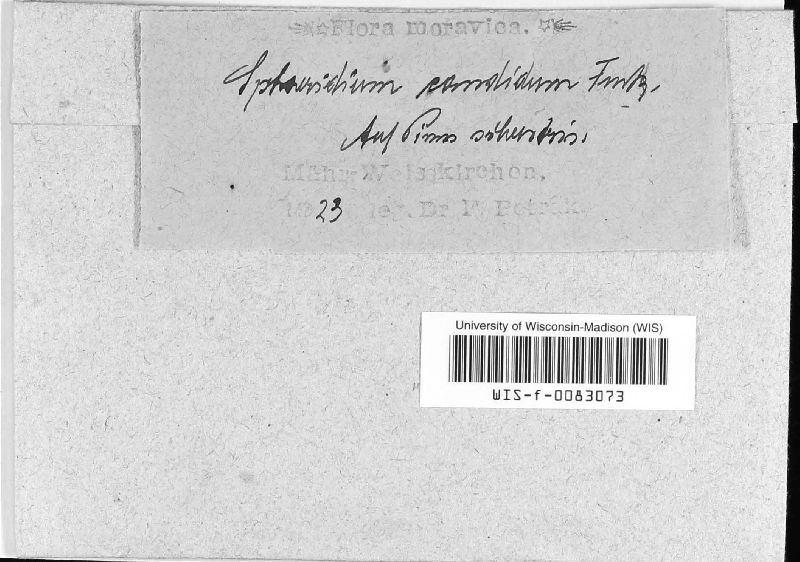 Flora moravica.
Sphaeridium candidum Fuck.
Auf Pinus silvestris.
Mähr-Weisskirchen,
1923 leg. Dr F. Petrak
University of Wisconsin-Madison (WIS)
WIS-f-0083073